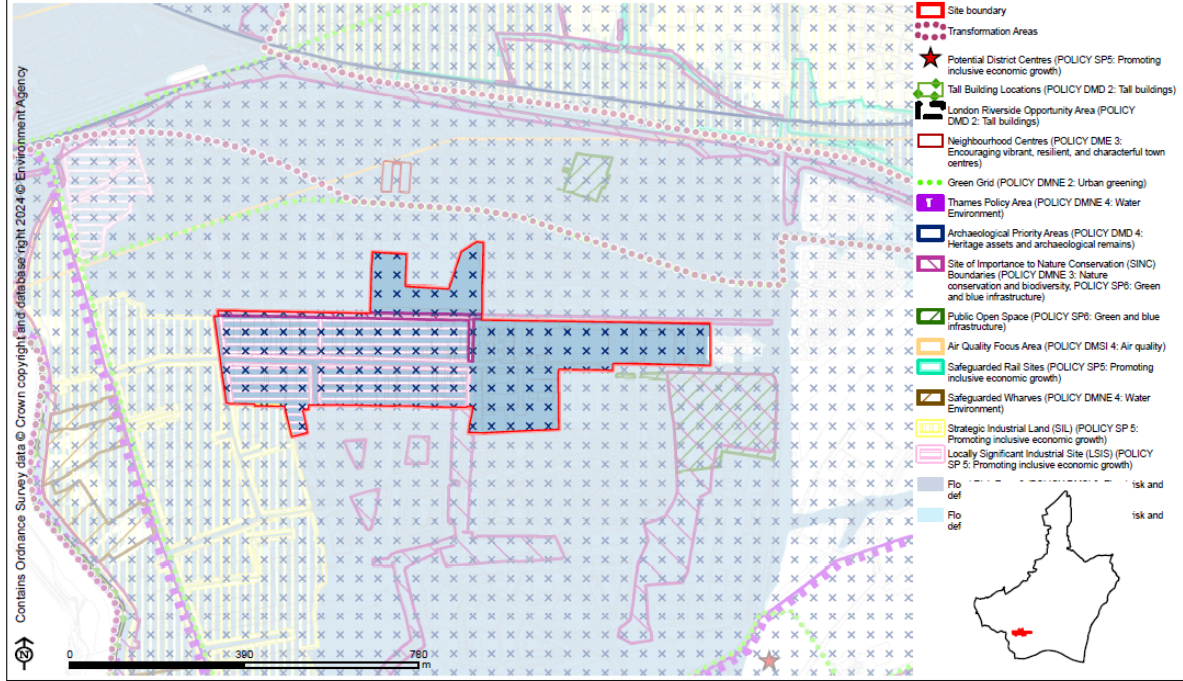 Site boundary
Transformation Areas
Potential District Centres (POLICY SP5: Promoting
inclusive economic growth)
Tall Building Locations (POLICY DMD 2: Tall buildings)
London Riverside Opportunity Area (POLICY
DMD 2: Tall buildings)
Neighbourhood Centres (POLICY DME 3:
Encouraging vibrant, resilient, and characterful town
centres)
Green Grid (POLICY DMNE 2: Urban greening)
Thames Policy Area (POLICY DMNE 4: Water
Environment)
Archaeological Priority Areas (POLICY DMD 4:
Heritage assets and archaeological remains)
Site of Importance to Nature Conservation (SINC)
Boundaries (POLICY DMNE 3: Nature
conservation and biodiversity, POLICY SP6: Green
and blue infrastructure)
Public Open Space (POLICY SP6: Green and blue
infrastructure)
Air Quality Focus Area (POLICY DMSI 4: Air quality)
Safeguarded Rail Sites (POLICY SP5: Promoting
inclusive economic growth)
Safeguarded Wharves (POLICY DMNE 4: Water
Environment)
Strategic Industrial Land (SIL) (POLICY SP 5:
Promoting inclusive economic growth)
Locally Significant Industrial Site (LSIS) (POLICY
SP 5: Promoting inclusive economic growth)
Flo isk and
def
Flo isk and
def
Contains Ordnance Survey data © Crown copyright and database right 2024 © Environment Agency
N
0 390 780
m